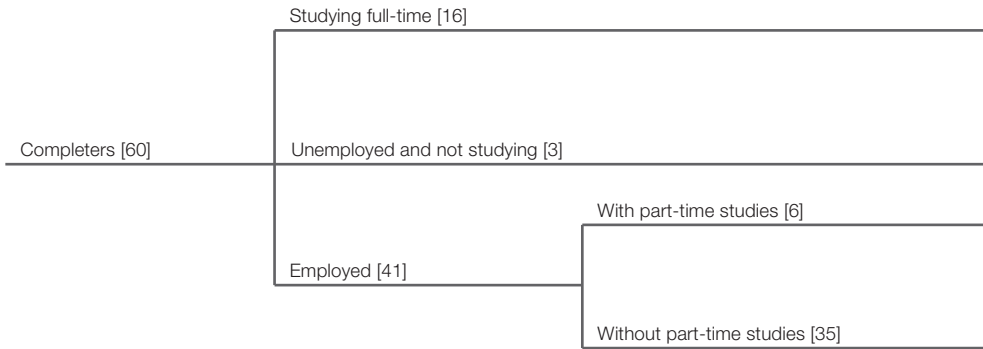 Studying full-time [16]
Completers [60]
Unemployed and not studying [3]
With part-time studies [6]
Employed [41]
Without part-time studies [35]